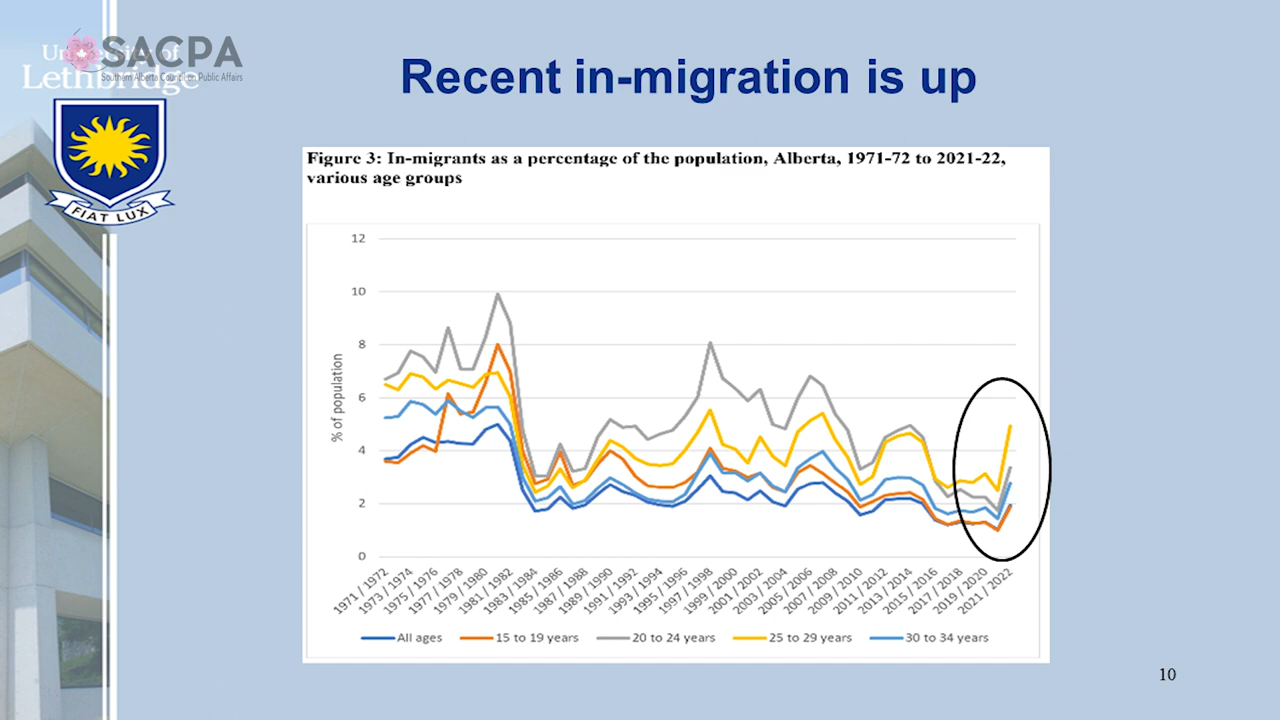 University of
Lethbridge
SACPA
Southern Alberta Council on Public Affairs
FIAT LUX
Recent in-migration is up
Figure 3: In-migrants as a percentage of the population, Alberta, 1971-72 to 2021-22,
various age groups
% of population
12
10
8
6
4
2
0
1971 / 1972
1973 / 1974
1975 / 1976
1977 / 1978
1979 / 1980
1981 / 1982
1983 / 1984
1985 / 1986
1987 / 1988
1989 / 1990
1991 / 1992
1993 / 1994
1995 / 1996
1997 / 1998
1999 / 2000
2001 / 2002
2003 / 2004
2005 / 2006
2007 / 2008
2009 / 2010
2011 / 2012
2013 / 2014
2015 / 2016
2017 / 2018
2019 / 2020
2021 / 2022
All ages 15 to 19 years 20 to 24 years 25 to 29 years 30 to 34 years
10